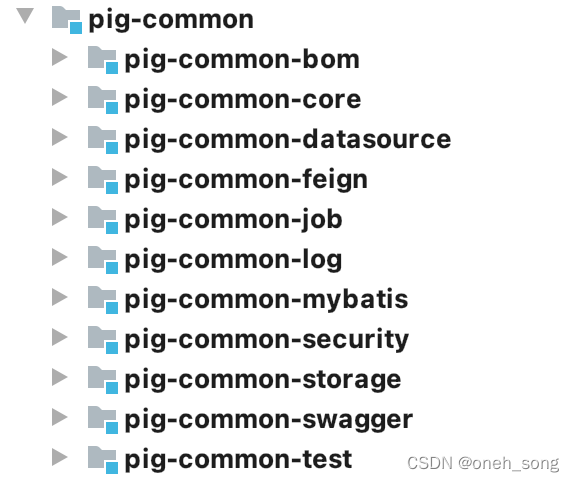 pig-common
pig-common-bom
pig-common-core
pig-common-datasource
pig-common-feign
pig-common-job
pig-common-log
pig-common-mybatis
pig-common-security
pig-common-storage
pig-common-swagger
pig-common-test
CSDN @oneh_song